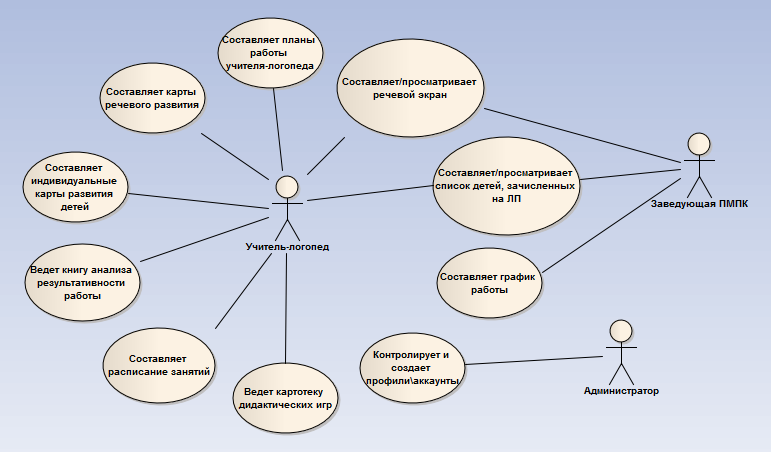 Составляет планы
работы
учителя-логопеда
Составляет/просматривает
речевой экран
Составляет карты
речевого развития
Составляет
индивидуальные
карты развития
детей
Составляет/просматривает
список детей, зачисленных
на ЛП
Заведующая ПМПК
Учитель-логопед
Ведет книгу анализа
результативности
работы
Составляет график
работы
Составляет
расписание занятий
Контролирует и
создает
профили\аккаунты
Администратор
Ведет картотеку
дидактических игр